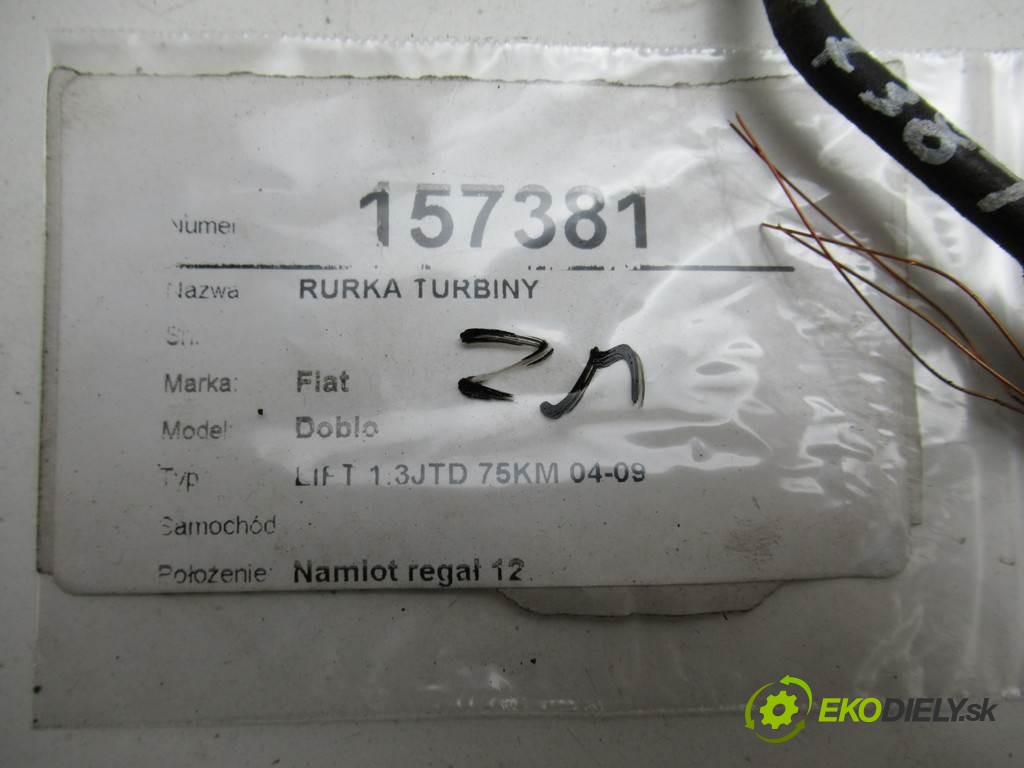 Numer 157381
Nazwa RURKA TURBINY
Sn.
Marka: Fiat
Model: Doblo
Typ LIFT 1.3JTD 75KM 04-09
Samochód
Położenie: Namiot regał 12
EKODIELY.sk